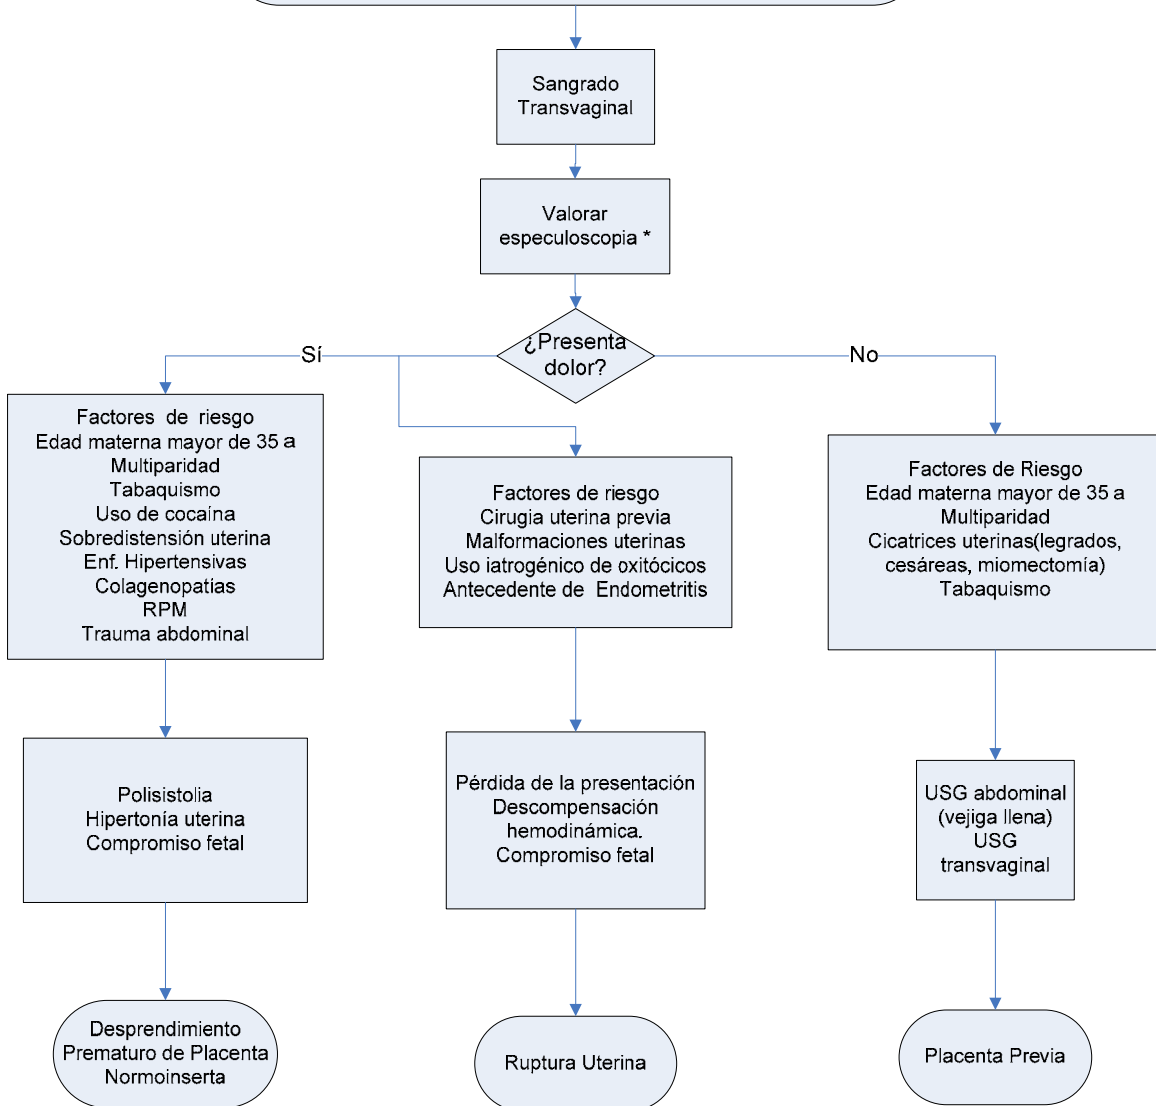 Sangrado
Transvaginal
Valorar
especuloscopia *
¿Presenta
dolor?
Sí
No
Factores de riesgo
Edad materna mayor de 35 a
Multiparidad
Tabaquismo
Uso de cocaína
Sobredistensión uterina
Enf. Hipertensivas
Colagenopatías
RPM
Trauma abdominal
Factores de riesgo
Cirugia uterina previa
Malformaciones uterinas
Uso iatrogénico de oxitócicos
Antecedente de Endometritis
Factores de Riesgo
Edad materna mayor de 35 a
Multiparidad
Cicatrices uterinas(legrados,
cesáreas, miomectomía)
Tabaquismo
Polisistolia
Hipertonía uterina
Compromiso fetal
Pérdida de la presentación
Descompensación
hemodinámica.
Compromiso fetal
USG abdominal
(vejiga llena)
USG
transvaginal
Desprendimiento
Prematuro de Placenta
Normoinserta
Ruptura Uterina
Placenta Previa